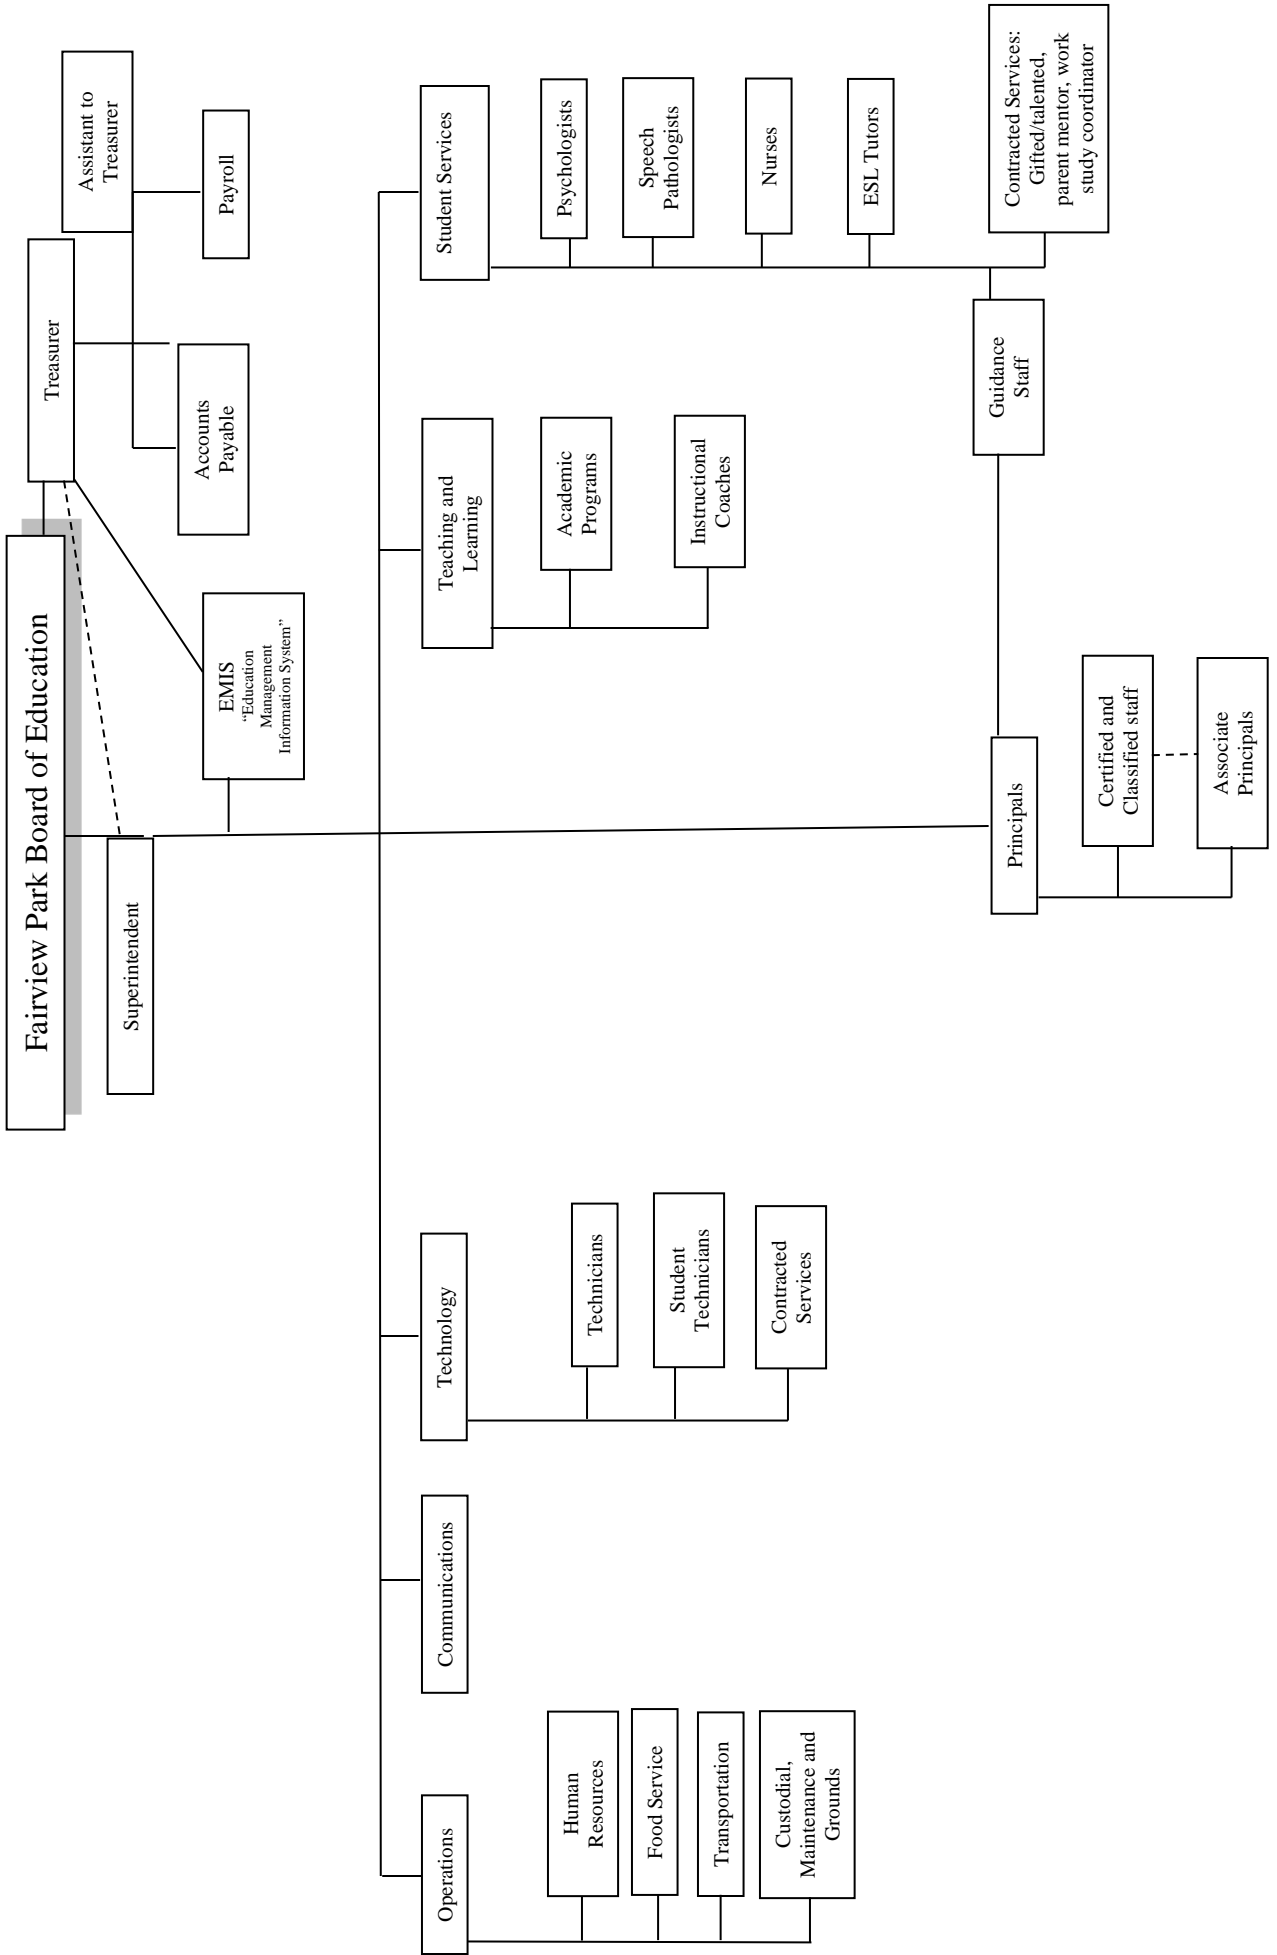 Fairview Park Board of Education
Treasurer
Assistant to
Treasurer
Superintendent
Accounts
Payable
Payroll
EMIS
“Education
Management
Information System”
Operations
Communications
Technology
Teaching and
Learning
Student Services
Human
Resources
Food Service
Transportation
Custodial,
Maintenance and
Grounds
Technicians
Student
Technicians
Contracted
Services
Academic
Programs
Instructional
Coaches
Psychologists
Speech
Pathologists
Nurses
ESL Tutors
Guidance
Staff
Contracted Services:
Gifted/talented,
parent mentor, work
study coordinator
Principals
Certified and
Classified staff
Associate
Principals